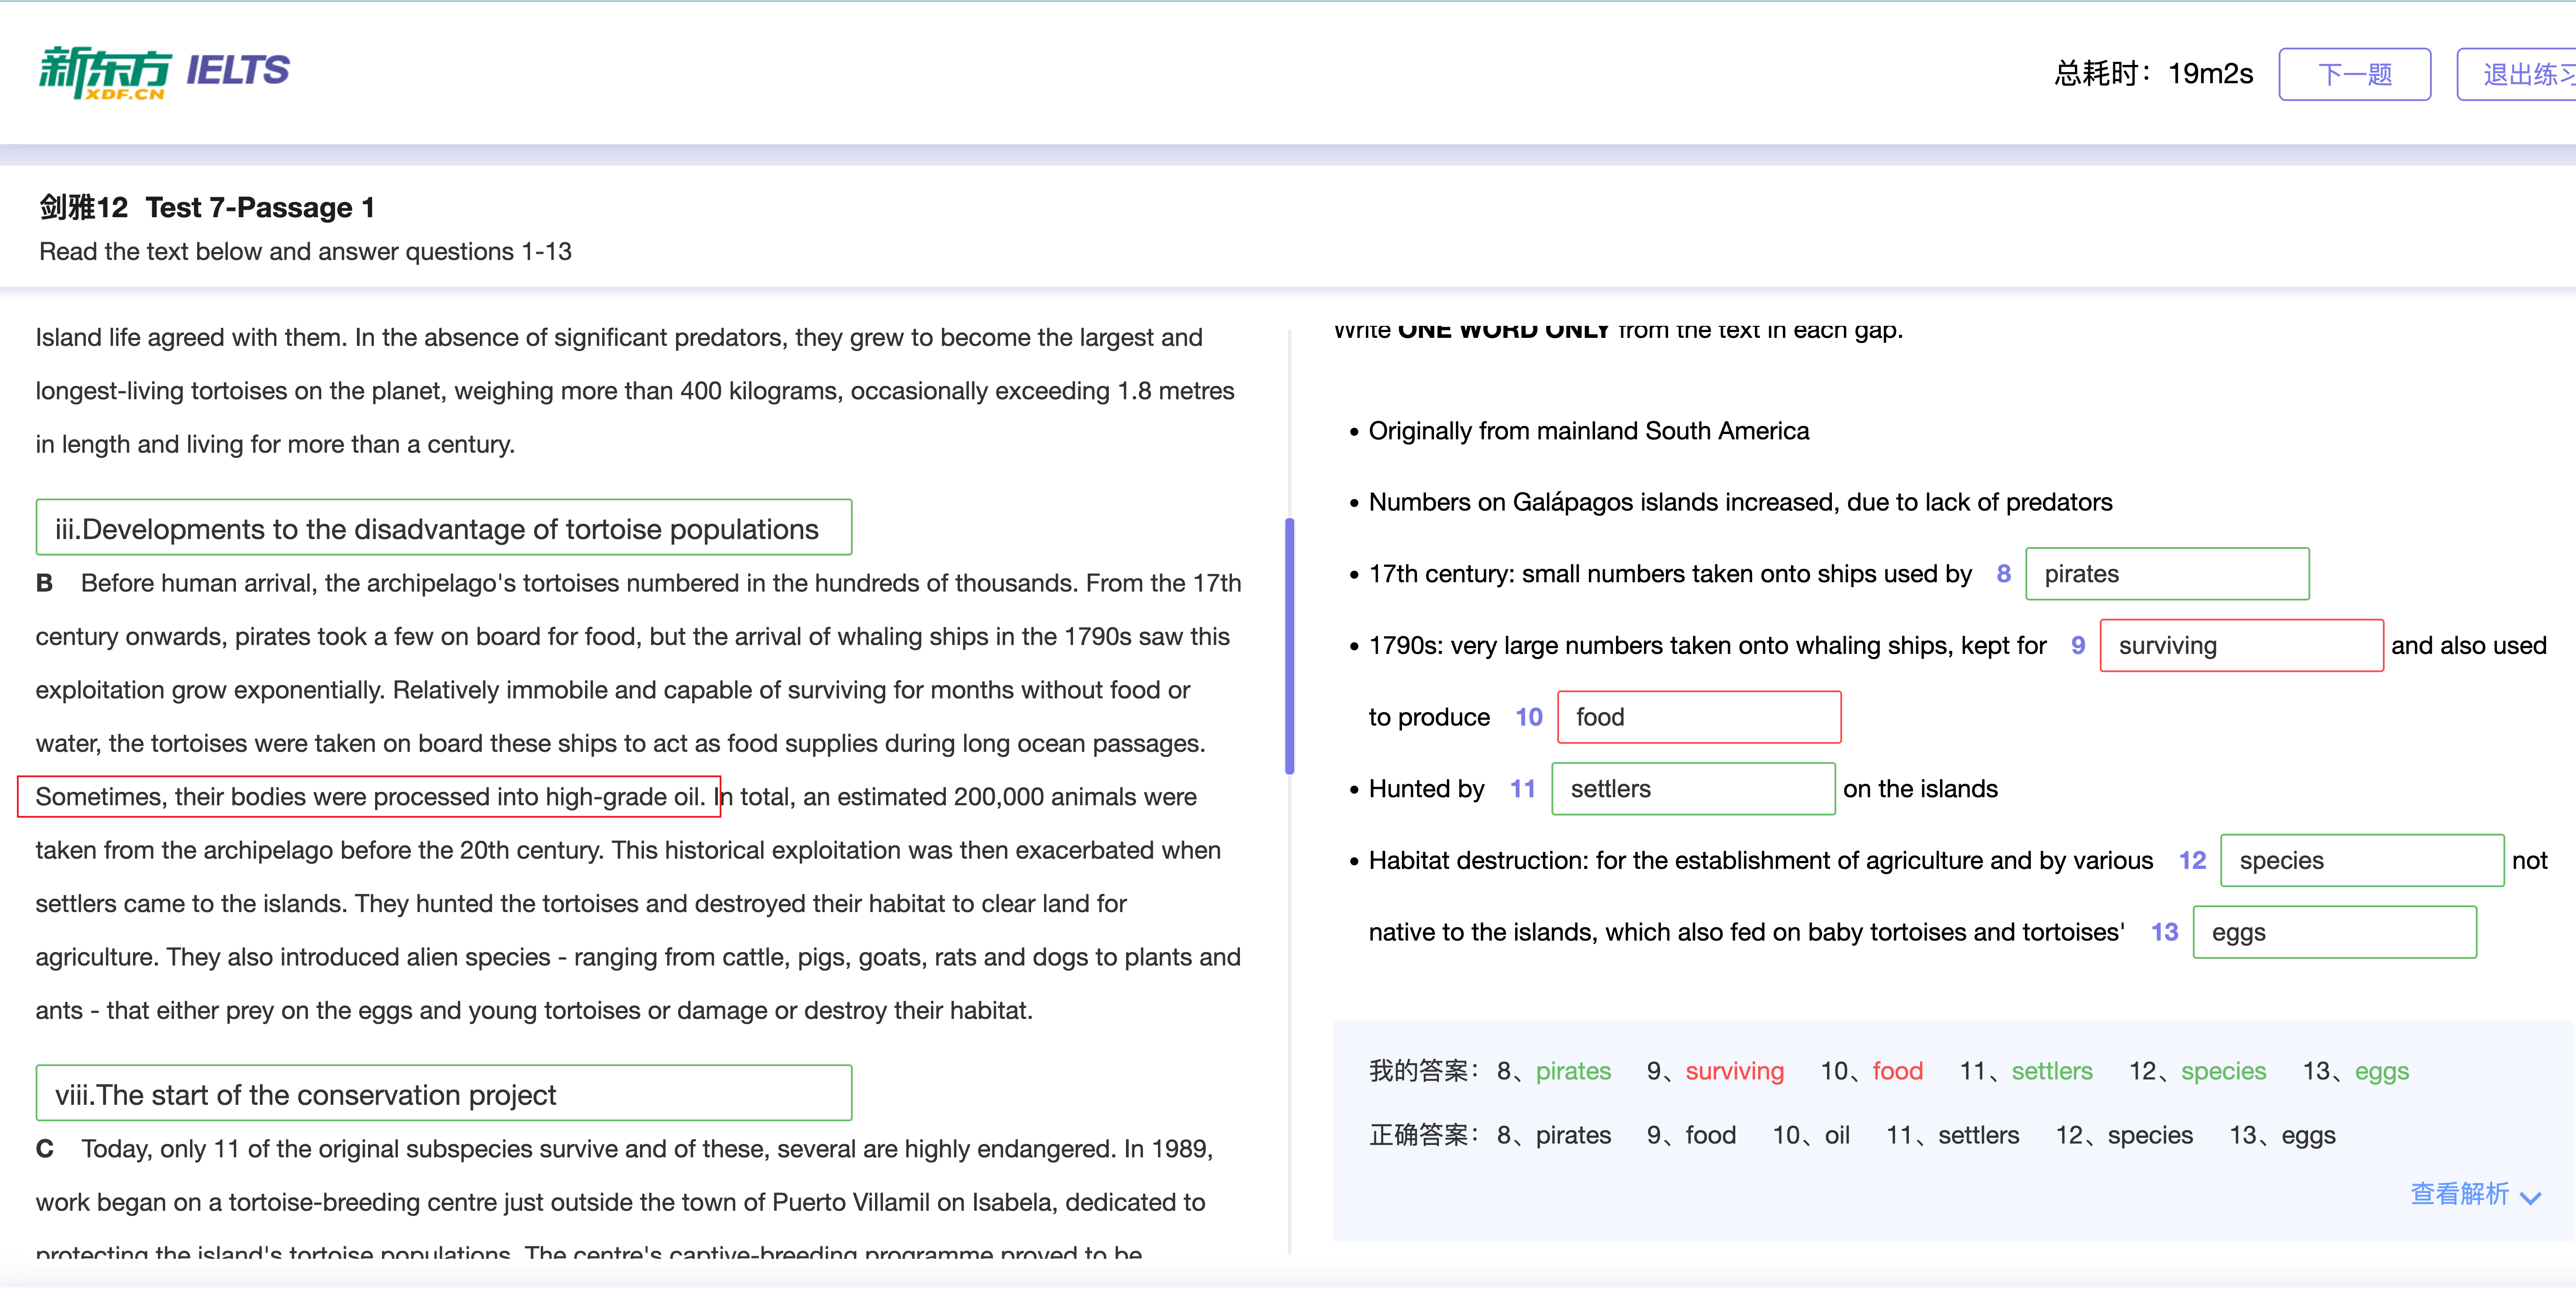 新东方 XDF.CN IELTS
总耗时：19m2s 下一题 退出练习
剑雅12 Test 7-Passage 1
Read the text below and answer questions 1-13
Island life agreed with them. In the absence of significant predators, they grew to become the largest and
longest-living tortoises on the planet, weighing more than 400 kilograms, occasionally exceeding 1.8 metres
in length and living for more than a century.
iii.Developments to the disadvantage of tortoise populations
B Before human arrival, the archipelago's tortoises numbered in the hundreds of thousands. From the 17th
century onwards, pirates took a few on board for food, but the arrival of whaling ships in the 1790s saw this
exploitation grow exponentially. Relatively immobile and capable of surviving for months without food or
water, the tortoises were taken on board these ships to act as food supplies during long ocean passages.
Sometimes, their bodies were processed into high-grade oil. In total, an estimated 200,000 animals were
taken from the archipelago before the 20th century. This historical exploitation was then exacerbated when
settlers came to the islands. They hunted the tortoises and destroyed their habitat to clear land for
agriculture. They also introduced alien species - ranging from cattle, pigs, goats, rats and dogs to plants and
ants - that either prey on the eggs and young tortoises or damage or destroy their habitat.
viii.The start of the conservation project
C Today, only 11 of the original subspecies survive and of these, several are highly endangered. In 1989,
work began on a tortoise-breeding centre just outside the town of Puerto Villamil on Isabela, dedicated to
protecting the island's tortoise populations. The centre's captive-breeding programme proved to be
Write ONE WORD ONLY from the text in each gap.
• Originally from mainland South America
• Numbers on Galápagos islands increased, due to lack of predators
• 17th century: small numbers taken onto ships used by 8 pirates
• 1790s: very large numbers taken onto whaling ships, kept for 9 surviving and also used
to produce 10 food
• Hunted by 11 settlers on the islands
• Habitat destruction: for the establishment of agriculture and by various 12 species not
native to the islands, which also fed on baby tortoises and tortoises' 13 eggs
我的答案： 8、pirates 9、surviving 10、food 11、settlers 12、species 13、eggs
正确答案： 8、pirates 9、food 10、oil 11、settlers 12、species 13、eggs
查看解析